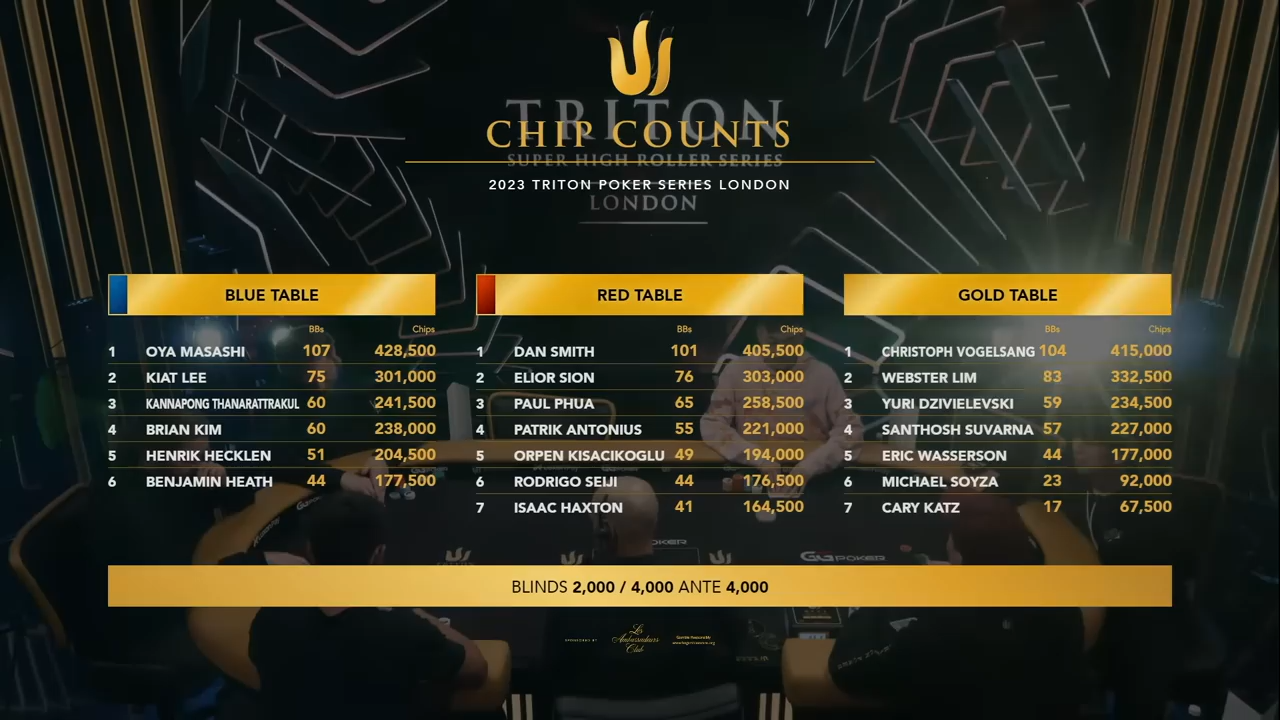 TRITON
CHIP COUNTS
SUPER HIGH ROLLER SERIES
2023 TRITON POKER SERIES LONDON
LONDON
BLUE TABLE
BBs Chips
1 OYA MASASHI 107 428,500
2 KIAT LEE 75 301,000
3 KANNAPONG THANARATTRAKUL 60 241,500
4 BRIAN KIM 60 238,000
5 HENRIK HECKLEN 51 204,500
6 BENJAMIN HEATH 44 177,500
RED TABLE
BBs Chips
1 DAN SMITH 101 405,500
2 ELIOR SION 76 303,000
3 PAUL PHUA 65 258,500
4 PATRIK ANTONIUS 55 221,000
5 ORPEN KISACIKOGLU 49 194,000
6 RODRIGO SEIJI 44 176,500
7 ISAAC HAXTON 41 164,500
GOLD TABLE
BBs Chips
1 CHRISTOPH VOGELSANG 104 415,000
2 WEBSTER LIM 83 332,500
3 YURI DZIVIELEVSKI 59 234,500
4 SANTHOSH SUVARNA 57 227,000
5 ERIC WASSERSON 44 177,000
6 MICHAEL SOYZA 23 92,000
7 CARY KATZ 17 67,500
GGPOKER
BLINDS 2,000 / 4,000 ANTE 4,000
Les
Ambassadeurs
Club